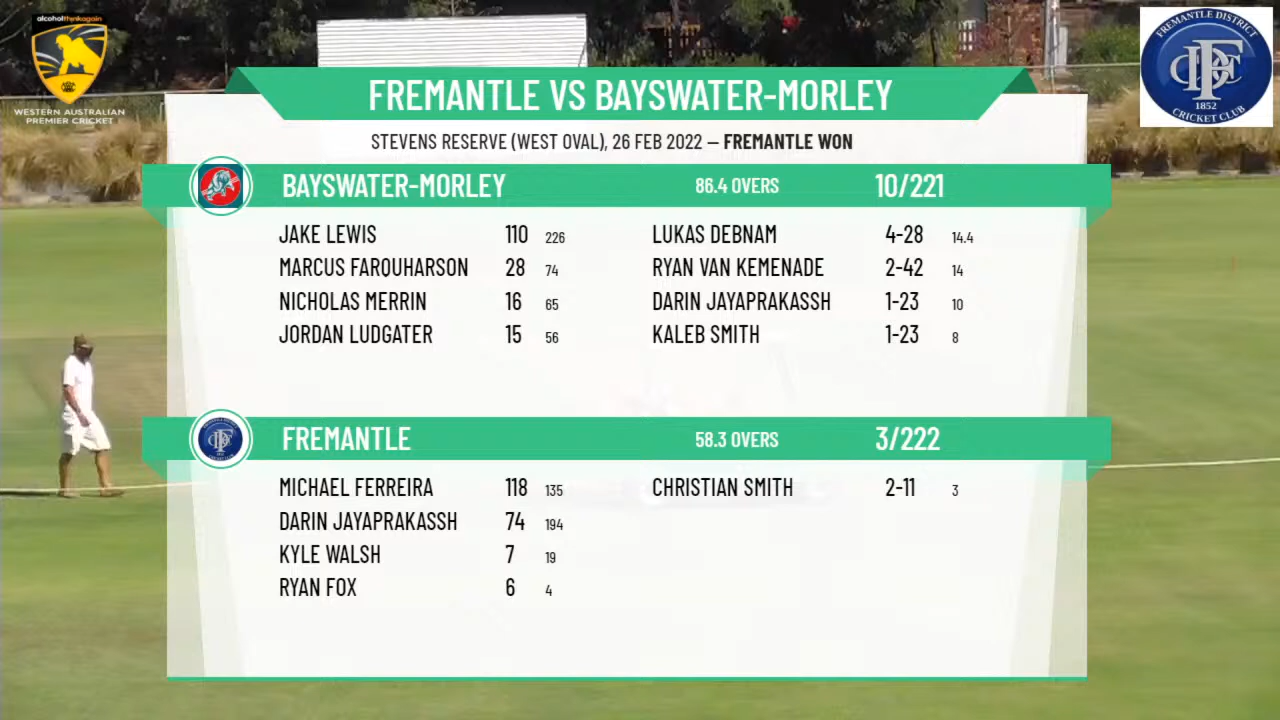 alcoholthinkagain
WESTERN AUSTRALIAN
PREMIER CRICKET
FREMANTLE DISTRICT
1852
CRICKET CLUB
FREMANTLE VS BAYSWATER-MORLEY
STEVENS RESERVE (WEST OVAL), 26 FEB 2022 – FREMANTLE WON
BAYSWATER-MORLEY 86.4 OVERS 10/221
JAKE LEWIS 110 226 LUKAS DEBNAM 4-28 14.4
MARCUS FARQUHARSON 28 74 RYAN VAN KEMENADE 2-42 14
NICHOLAS MERRIN 16 65 DARIN JAYAPRAKASSH 1-23 10
JORDAN LUDGATER 15 56 KALEB SMITH 1-23 8
FREMANTLE 58.3 OVERS 3/222
MICHAEL FERREIRA 118 135 CHRISTIAN SMITH 2-11 3
DARIN JAYAPRAKASSH 74 194
KYLE WALSH 7 19
RYAN FOX 6 4